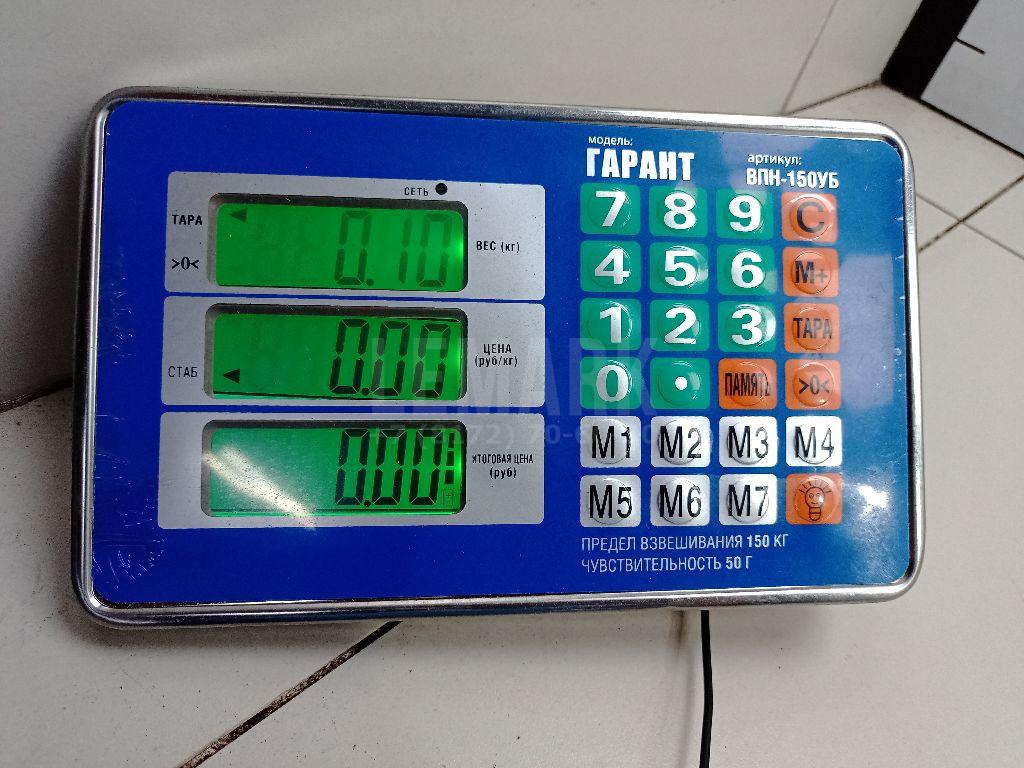 модель:
ГАРАНТ
артикул:
ВПН-150УБ
СЕТЬ
ТАРА
>0<
0.10
ВЕС (кг)
СТАБ
0.00
ЦЕНА
(руб/кг)
0.00
ИТОГОВАЯ ЦЕНА
(руб)
7 8 9 C
4 5 6 M+
1 2 3 ТАРА
0 . ПАМЯТЬ >0<
M1 M2 M3 M4
M5 M6 M7
ПРЕДЕЛ ВЗВЕШИВАНИЯ 150 КГ
ЧУВСТВИТЕЛЬНОСТЬ 50 Г
LEMARK